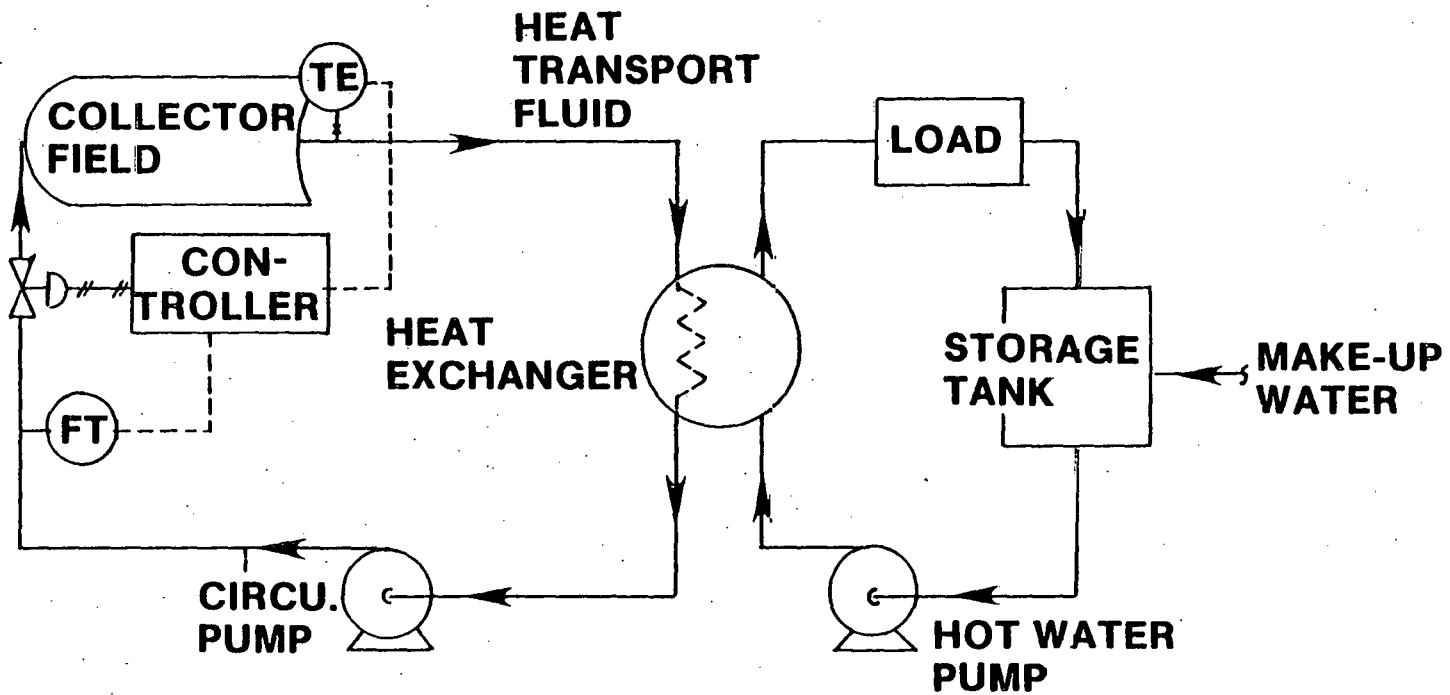 HEAT
TRANSPORT
FLUID
TE
COLLECTOR
FIELD
LOAD
CON-
TROLLER
HEAT
EXCHANGER
STORAGE
TANK
MAKE-UP
WATER
FT
CIRCU.
PUMP
HOT WATER
PUMP